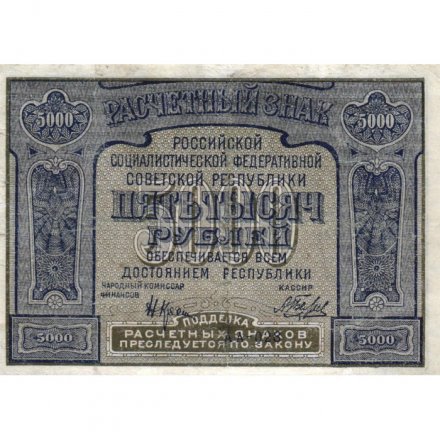 5000
РАСЧЕТНЫЙ ЗНАК
5000
РОССИЙСКОЙ
СОЦИАЛИСТИЧЕСКОЙ ФЕДЕРАТИВНОЙ
СОВЕТСКОЙ РЕСПУБЛИКИ
5000
ПЯТЬ ТЫСЯЧ
РУБЛЕЙ
ОБЕСПЕЧИВАЕТСЯ ВСЕМ
ДОСТОЯНИЕМ РЕСПУБЛИКИ
НАРОДНЫЙ КОМИССАР
ФИНАНСОВ
КАССИР
ПОДДЕЛКА
РАСЧЕТНЫХ ЗНАКОВ
ПРЕСЛЕДУЕТСЯ ПО ЗАКОНУ
5000
5000